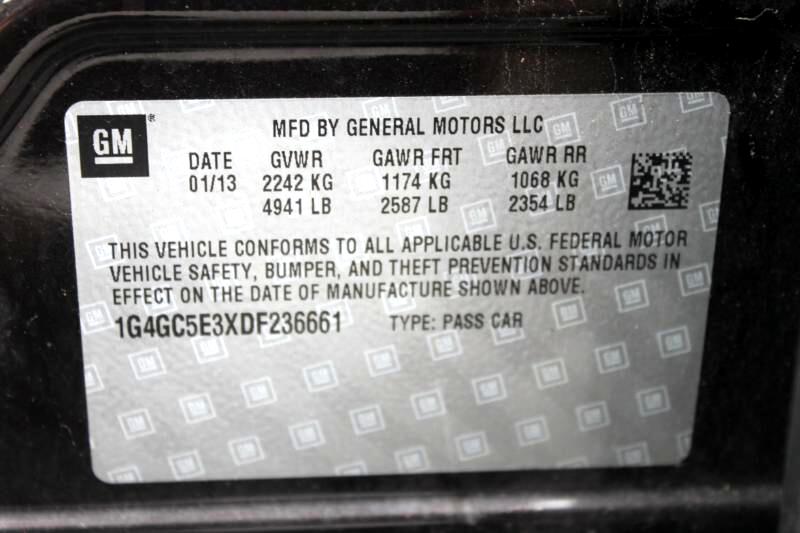 GM
MFD BY GENERAL MOTORS LLC
DATE GVWR GAWR FRT GAWR RR
01/13 2242 KG 1174 KG 1068 KG
4941 LB 2587 LB 2354 LB
THIS VEHICLE CONFORMS TO ALL APPLICABLE U.S. FEDERAL MOTOR
VEHICLE SAFETY, BUMPER, AND THEFT PREVENTION STANDARDS IN
EFFECT ON THE DATE OF MANUFACTURE SHOWN ABOVE.
1G4GC5E3XDF236661 TYPE: PASS CAR